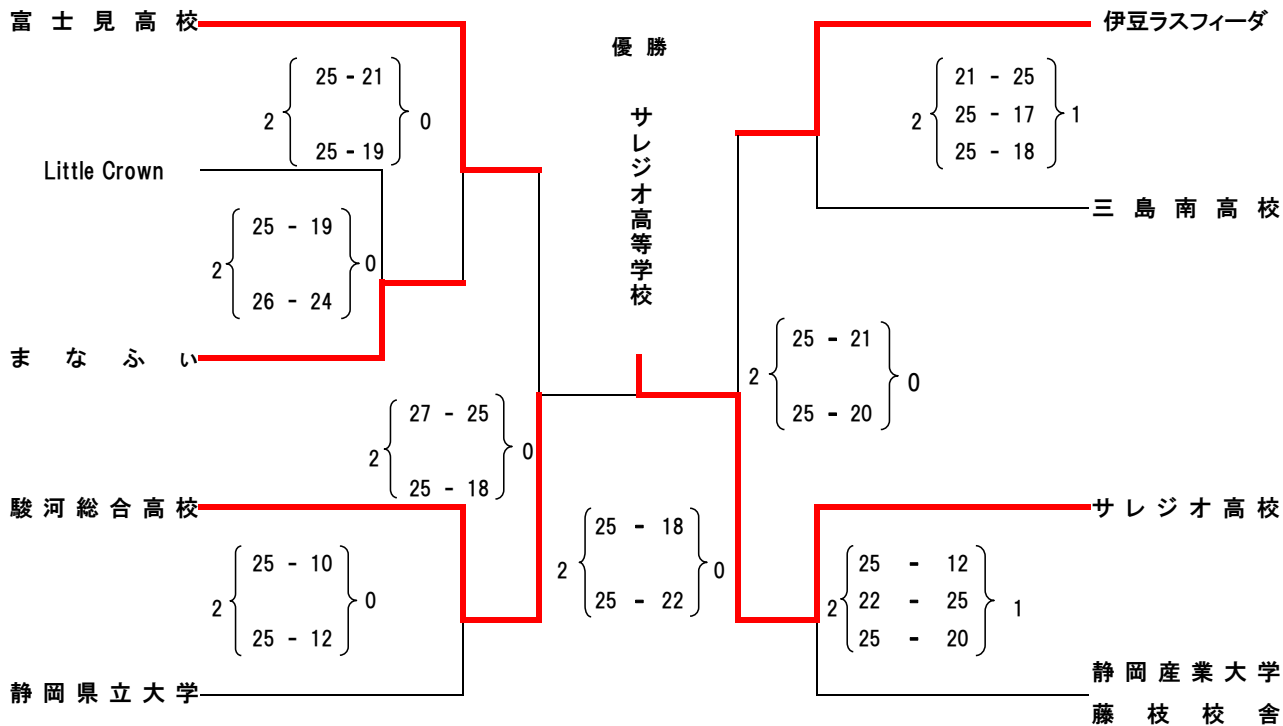 富士見高校
優勝
サレジオ高等学校
伊豆ラスフィーダ
2
25 - 21
25 - 19
0
2
21 - 25
25 - 17
25 - 18
1
Little Crown
三島南高校
2
25 - 19
26 - 24
0
まなふぃ
2
25 - 21
25 - 20
0
2
27 - 25
25 - 18
0
駿河総合高校
サレジオ高校
2
25 - 10
25 - 12
0
2
25 - 18
25 - 22
0
2
25 - 12
22 - 25
25 - 20
1
静岡県立大学
静岡産業大学
藤枝校舎